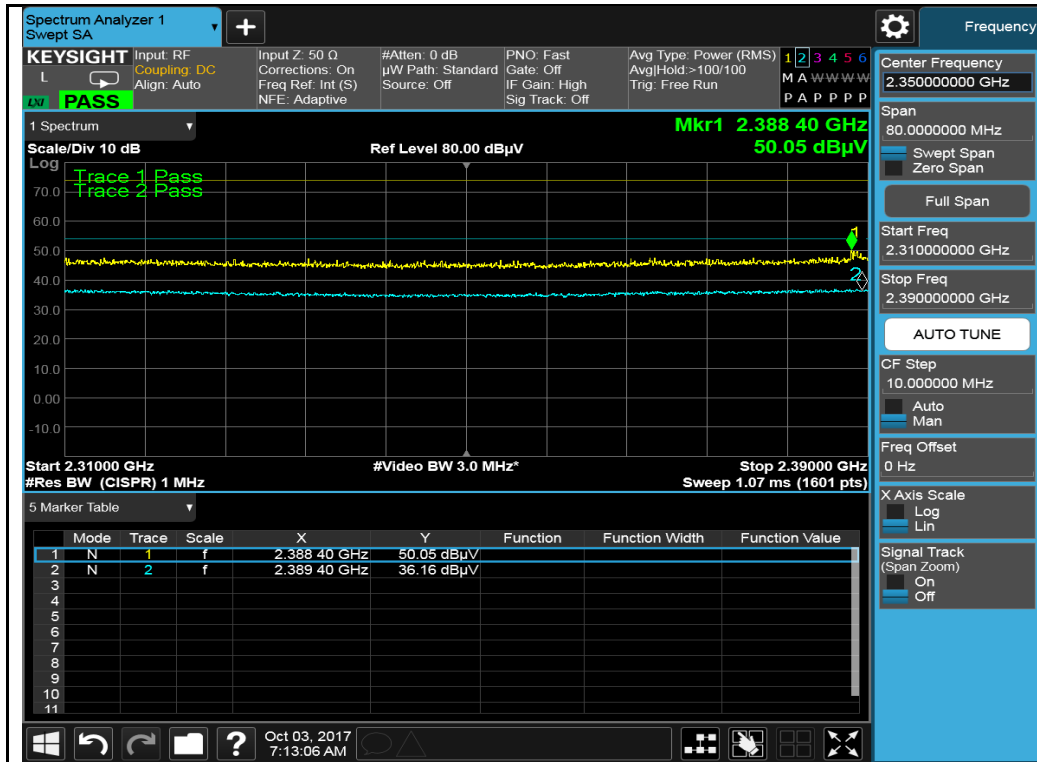 Spectrum Analyzer 1
Swept SA
Frequency
KEYSIGHT
L
LXI PASS
Input: RF
Coupling: DC
Align: Auto
Input Z: 50 Ω
Corrections: On
Freq Ref: Int (S)
NFE: Adaptive
#Atten: 0 dB
µW Path: Standard
Source: Off
PNO: Fast
Gate: Off
IF Gain: High
Sig Track: Off
Avg Type: Power (RMS)
Avg|Hold:>100/100
Trig: Free Run
1 2 3 4 5 6
M A W W W W
P A P P P P
1 Spectrum
Mkr1 2.388 40 GHz
50.05 dBµV
Scale/Div 10 dB
Ref Level 80.00 dBµV
Log
Trace 1 Pass
Trace 2 Pass
70.0
60.0
50.0
40.0
30.0
20.0
10.0
0.00
-10.0
1
2
Start 2.31000 GHz
#Video BW 3.0 MHz*
Stop 2.39000 GHz
#Res BW (CISPR) 1 MHz
Sweep 1.07 ms (1601 pts)
5 Marker Table
Mode Trace Scale X Y Function Function Width Function Value
1 N 1 f 2.388 40 GHz 50.05 dBµV
2 N 2 f 2.389 40 GHz 36.16 dBµV
3
4
5
6
7
8
9
10
11
?
Oct 03, 2017
7:13:06 AM
Center Frequency
2.350000000 GHz
Span
80.0000000 MHz
Swept Span
Zero Span
Full Span
Start Freq
2.310000000 GHz
Stop Freq
2.390000000 GHz
AUTO TUNE
CF Step
10.000000 MHz
Auto
Man
Freq Offset
0 Hz
X Axis Scale
Log
Lin
Signal Track
(Span Zoom)
On
Off